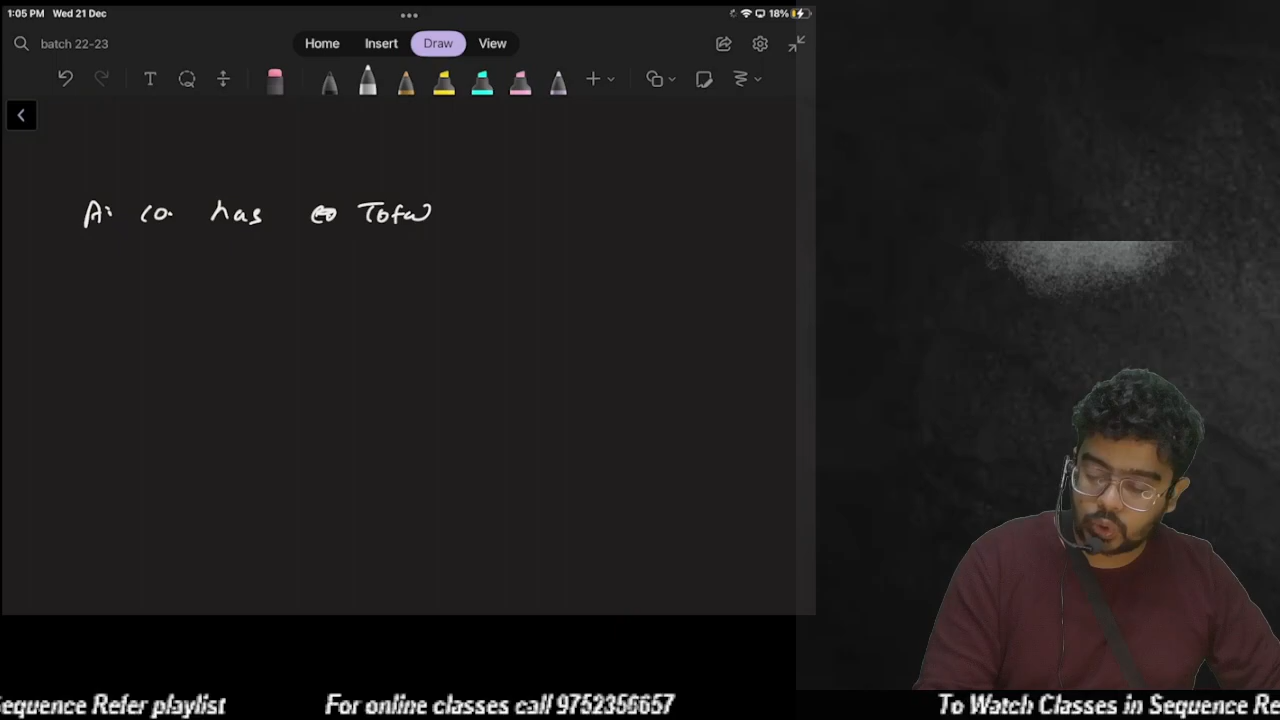 1:05 PM Wed 21 Dec
18%
batch 22-23
Home Insert Draw View
T
A: co. has
Sequence Refer playlist For online classes call 9752356657 To Watch Classes in Sequence Re